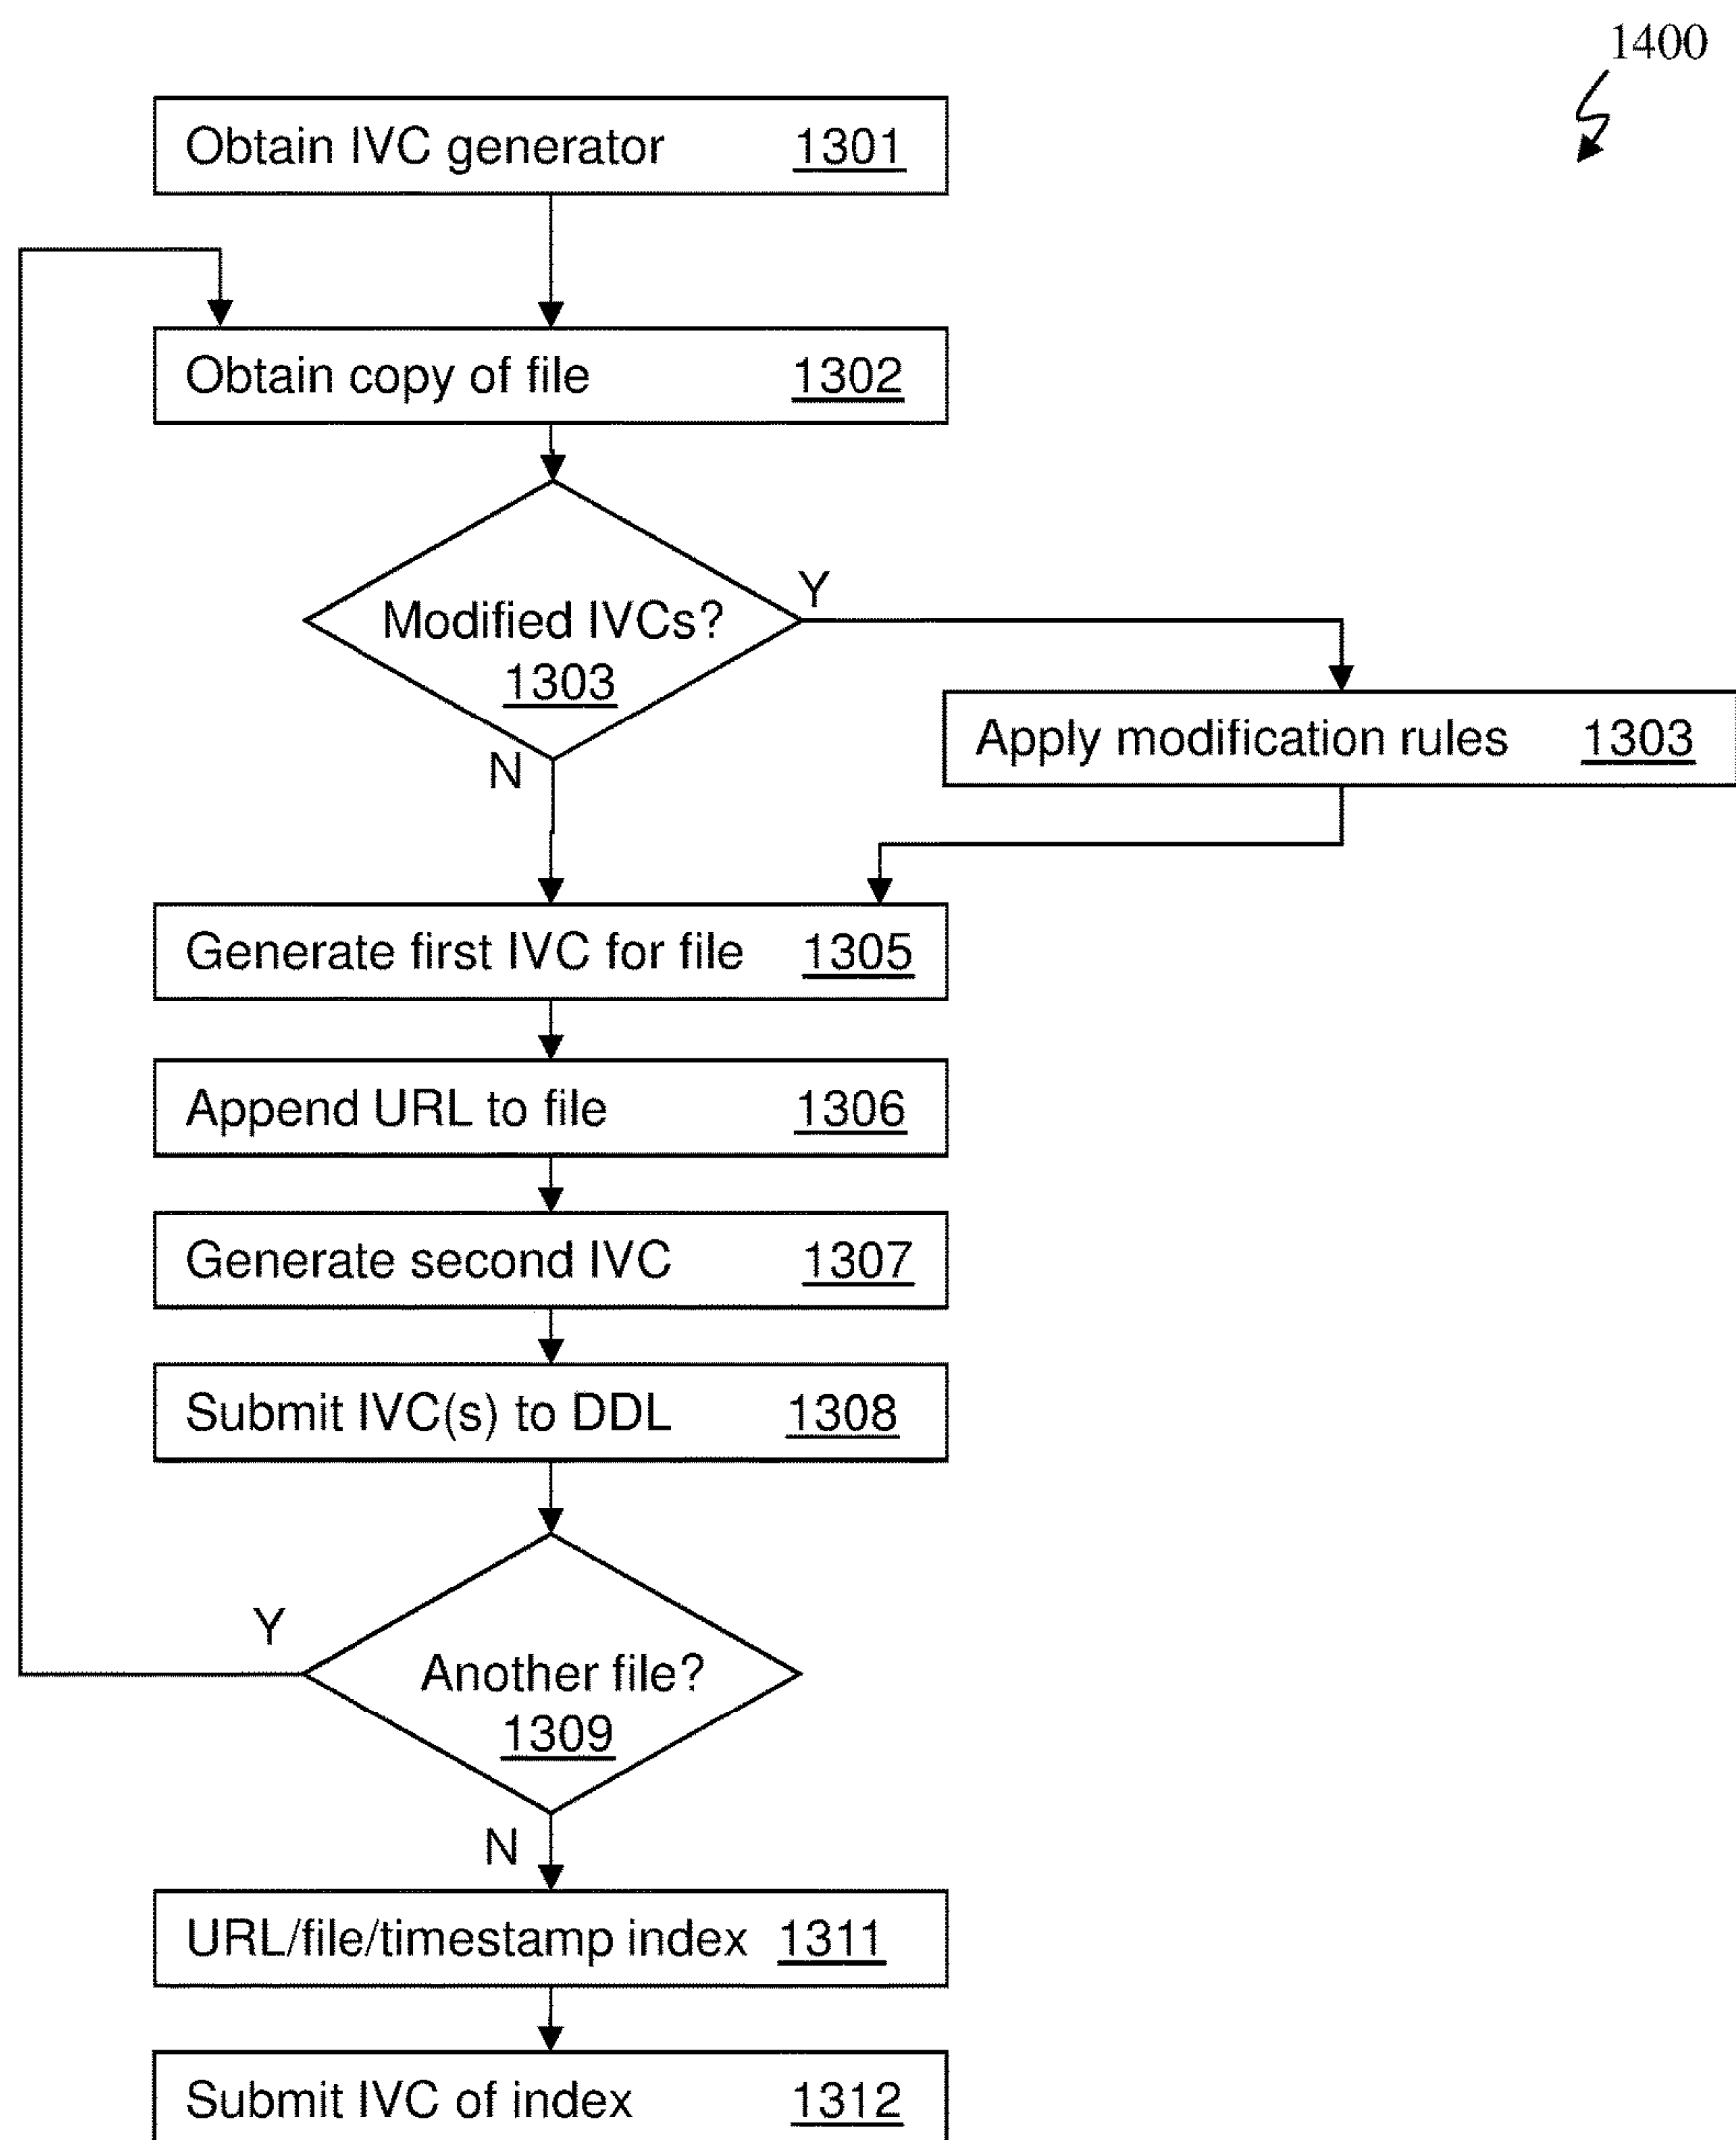 1400
Obtain IVC generator 1301
Obtain copy of file 1302
Modified IVCs?
1303
Y
N
Apply modification rules 1303
Generate first IVC for file 1305
Append URL to file 1306
Generate second IVC 1307
Submit IVC(s) to DDL 1308
Another file?
1309
Y
N
URL/file/timestamp index 1311
Submit IVC of index 1312